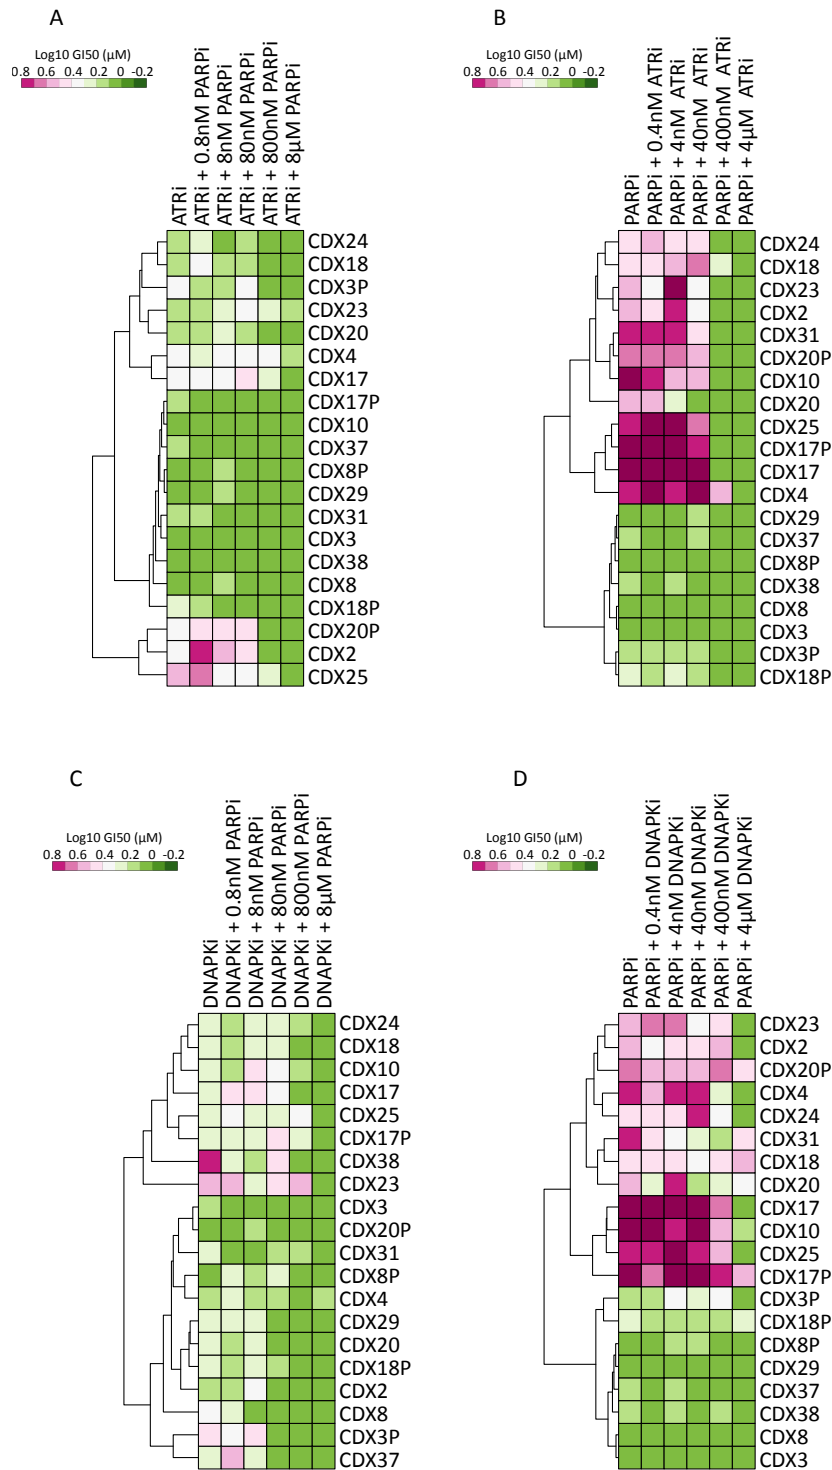 A
Log10 GI50 (µM)
0.8 0.6 0.4 0.2 0 -0.2
ATRi
ATRi + 0.8nM PARPi
ATRi + 8nM PARPi
ATRi + 80nM PARPi
ATRi + 800nM PARPi
ATRi + 8µM PARPi
CDX24
CDX18
CDX3P
CDX23
CDX20
CDX4
CDX17
CDX17P
CDX10
CDX37
CDX8P
CDX29
CDX31
CDX3
CDX38
CDX8
CDX18P
CDX20P
CDX2
CDX25
B
Log10 GI50 (µM)
0.8 0.6 0.4 0.2 0 -0.2
PARPi
PARPi + 0.4nM ATRi
PARPi + 4nM ATRi
PARPi + 40nM ATRi
PARPi + 400nM ATRi
PARPi + 4µM ATRi
CDX24
CDX18
CDX23
CDX2
CDX31
CDX20P
CDX10
CDX20
CDX25
CDX17P
CDX17
CDX4
CDX29
CDX37
CDX8P
CDX38
CDX8
CDX3
CDX3P
CDX18P
C
Log10 GI50 (µM)
0.8 0.6 0.4 0.2 0 -0.2
DNAPKi
DNAPKi + 0.8nM PARPi
DNAPKi + 8nM PARPi
DNAPKi + 80nM PARPi
DNAPKi + 800nM PARPi
DNAPKi + 8µM PARPi
CDX24
CDX18
CDX10
CDX17
CDX25
CDX17P
CDX38
CDX23
CDX3
CDX20P
CDX31
CDX8P
CDX4
CDX29
CDX20
CDX18P
CDX2
CDX8
CDX3P
CDX37
D
Log10 GI50 (µM)
0.8 0.6 0.4 0.2 0 -0.2
PARPi
PARPi + 0.4nM DNAPKi
PARPi + 4nM DNAPKi
PARPi + 40nM DNAPKi
PARPi + 400nM DNAPKi
PARPi + 4µM DNAPKi
CDX23
CDX2
CDX20P
CDX4
CDX24
CDX31
CDX18
CDX20
CDX17
CDX10
CDX25
CDX17P
CDX3P
CDX18P
CDX8P
CDX29
CDX37
CDX38
CDX8
CDX3